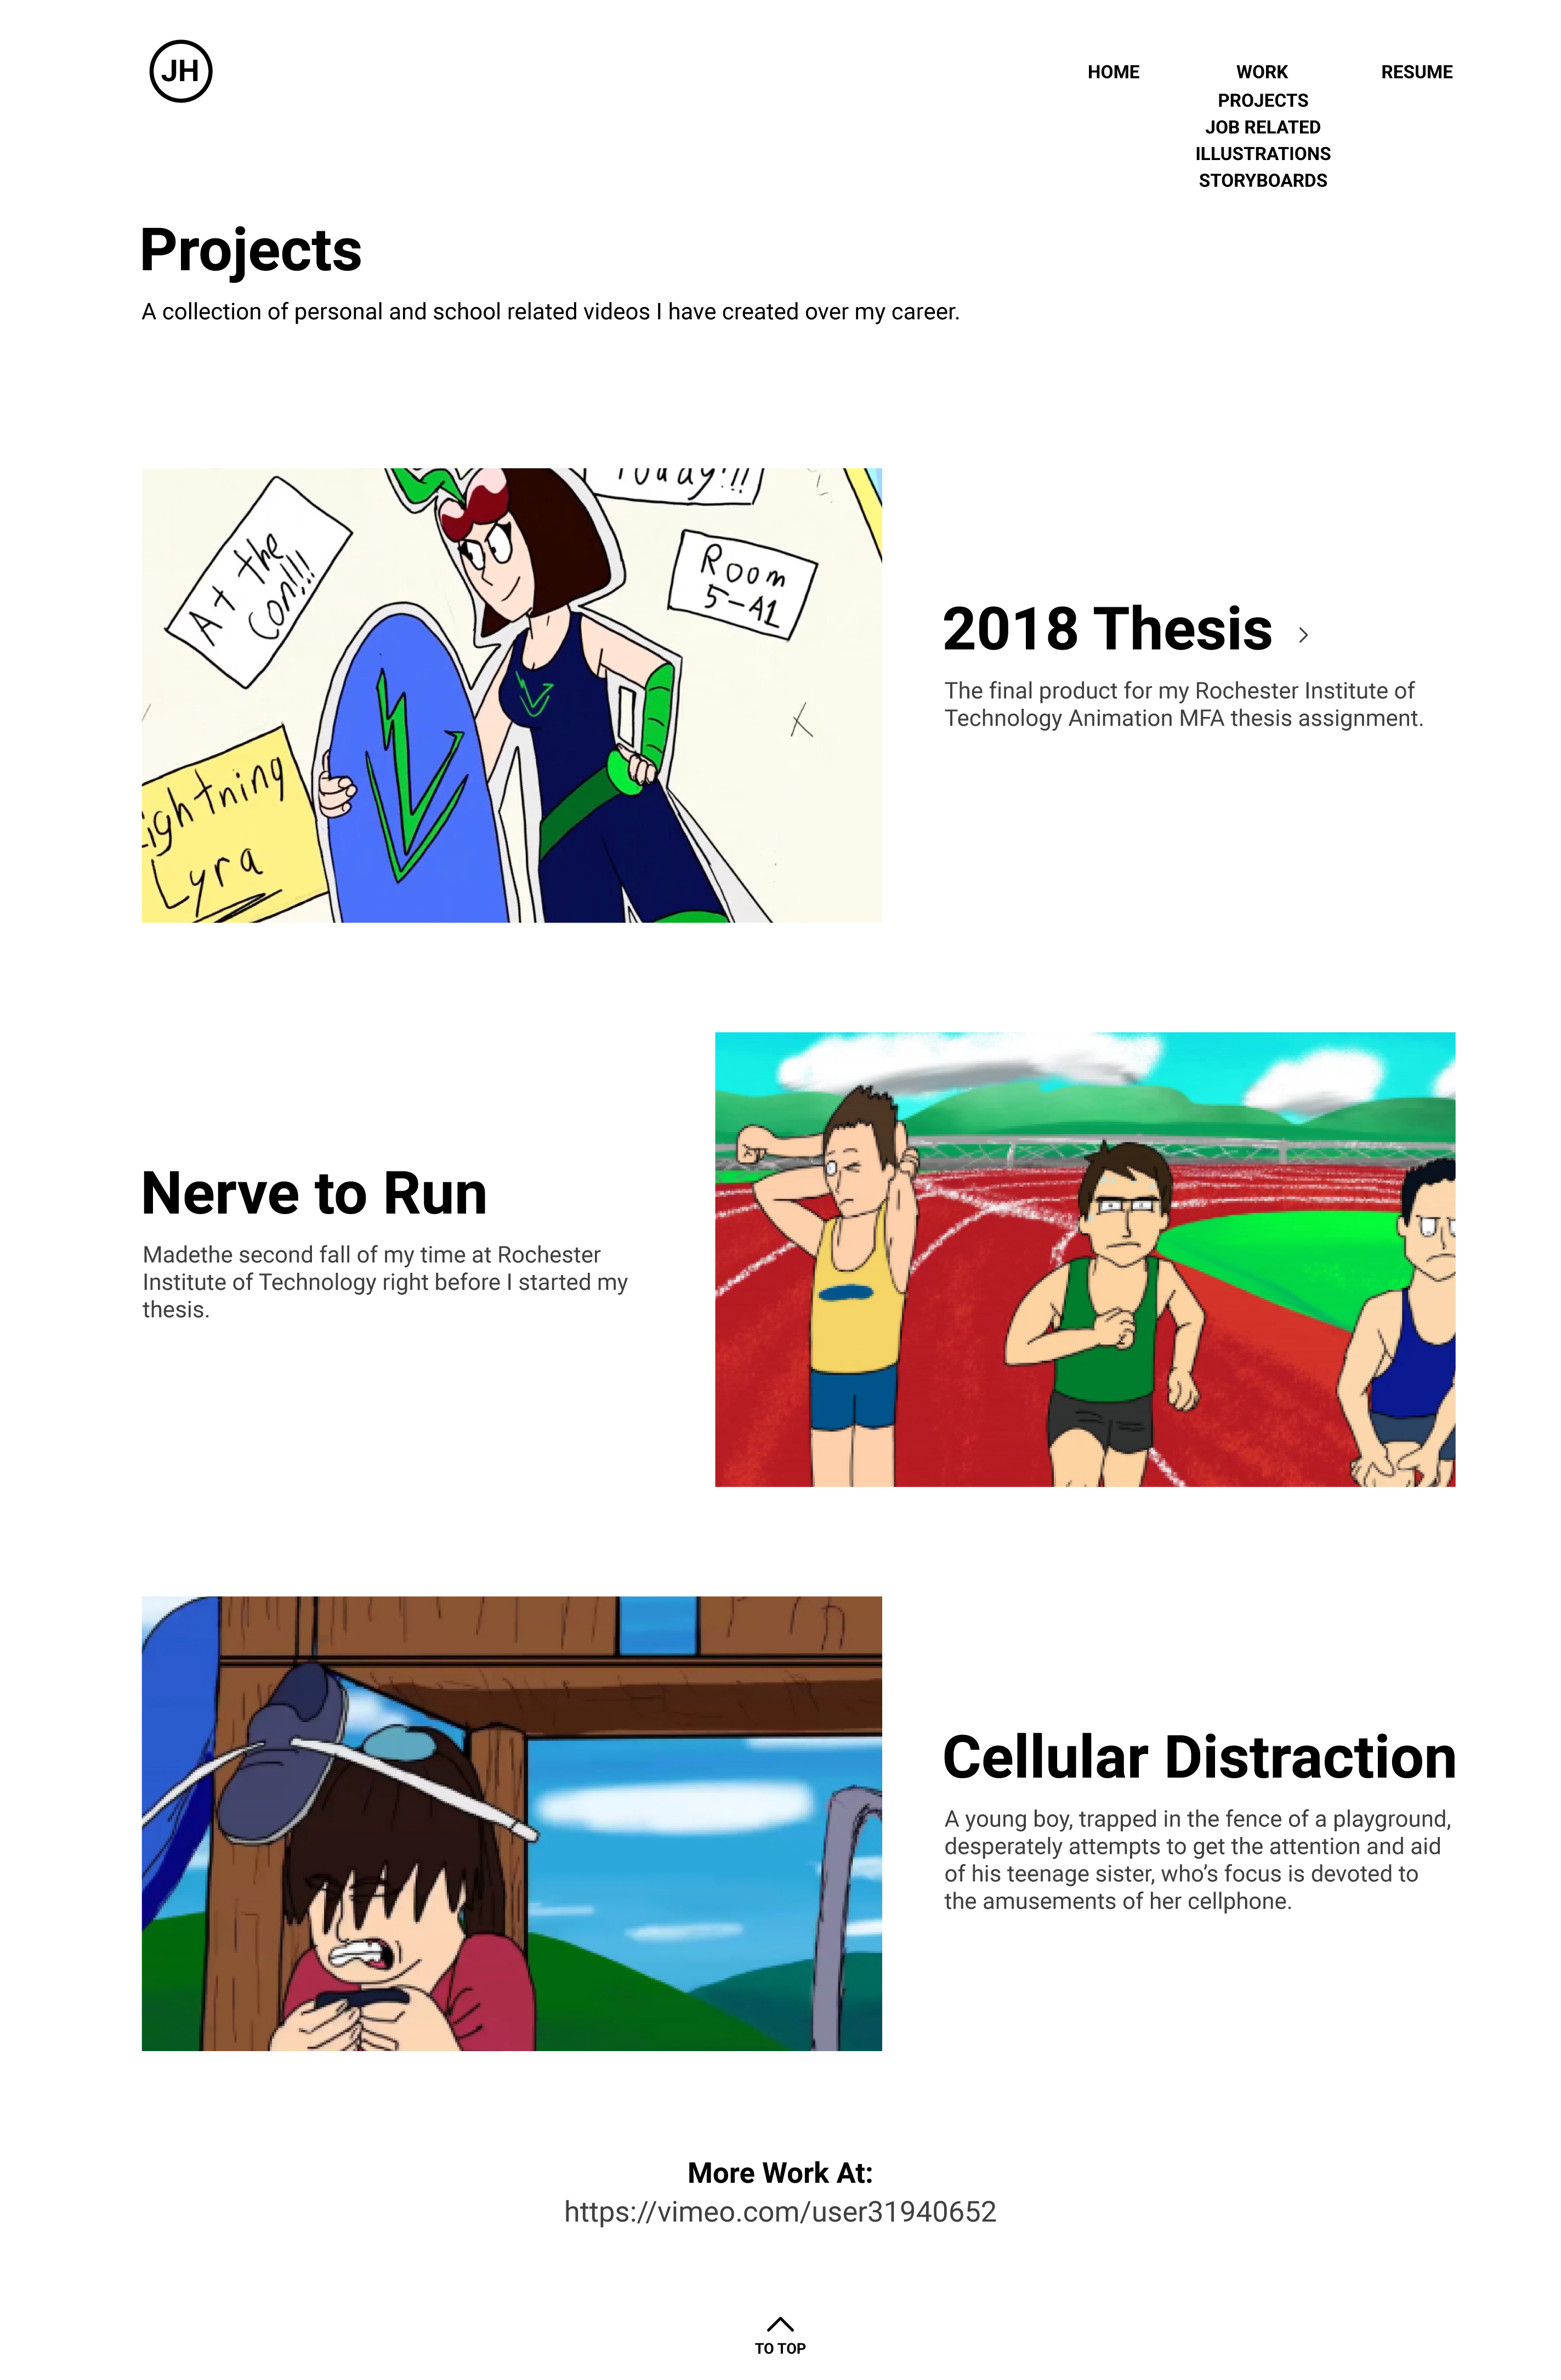 JH
HOME
WORK
RESUME
PROJECTS
JOB RELATED
ILLUSTRATIONS
STORYBOARDS
Projects
A collection of personal and school related videos I have created over my career.
Today!!!
At the
Con!!!
Room
5-A1
Lyra
2018 Thesis
The final product for my Rochester Institute of
Technology Animation MFA thesis assignment.
Nerve to Run
Madethe second fall of my time at Rochester
Institute of Technology right before I started my
thesis.
Cellular Distraction
A young boy, trapped in the fence of a playground,
desperately attempts to get the attention and aid
of his teenage sister, who’s focus is devoted to
the amusements of her cellphone.
More Work At:
https://vimeo.com/user31940652
TO TOP